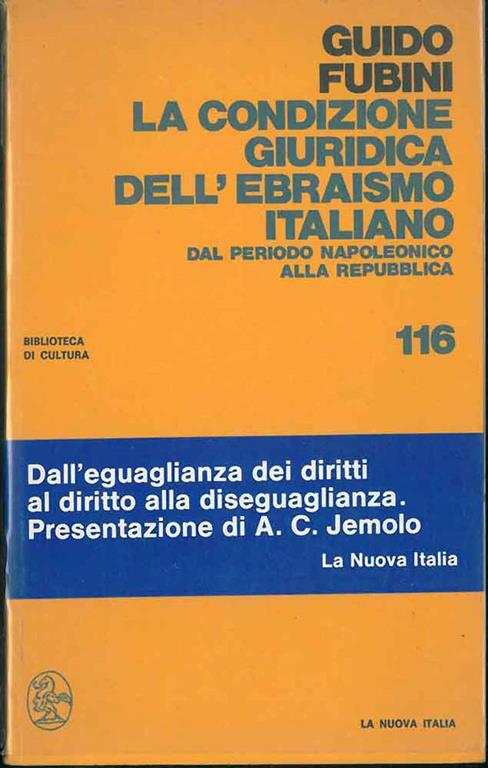 GUIDO
FUBINI
LA CONDIZIONE
GIURIDICA
DELL'EBRAISMO
ITALIANO
DAL PERIODO NAPOLEONICO
ALLA REPUBBLICA
BIBLIOTECA
DI CULTURA
116
Dall'eguaglianza dei diritti
al diritto alla diseguaglianza.
Presentazione di A. C. Jemolo
La Nuova Italia
LA NUOVA ITALIA